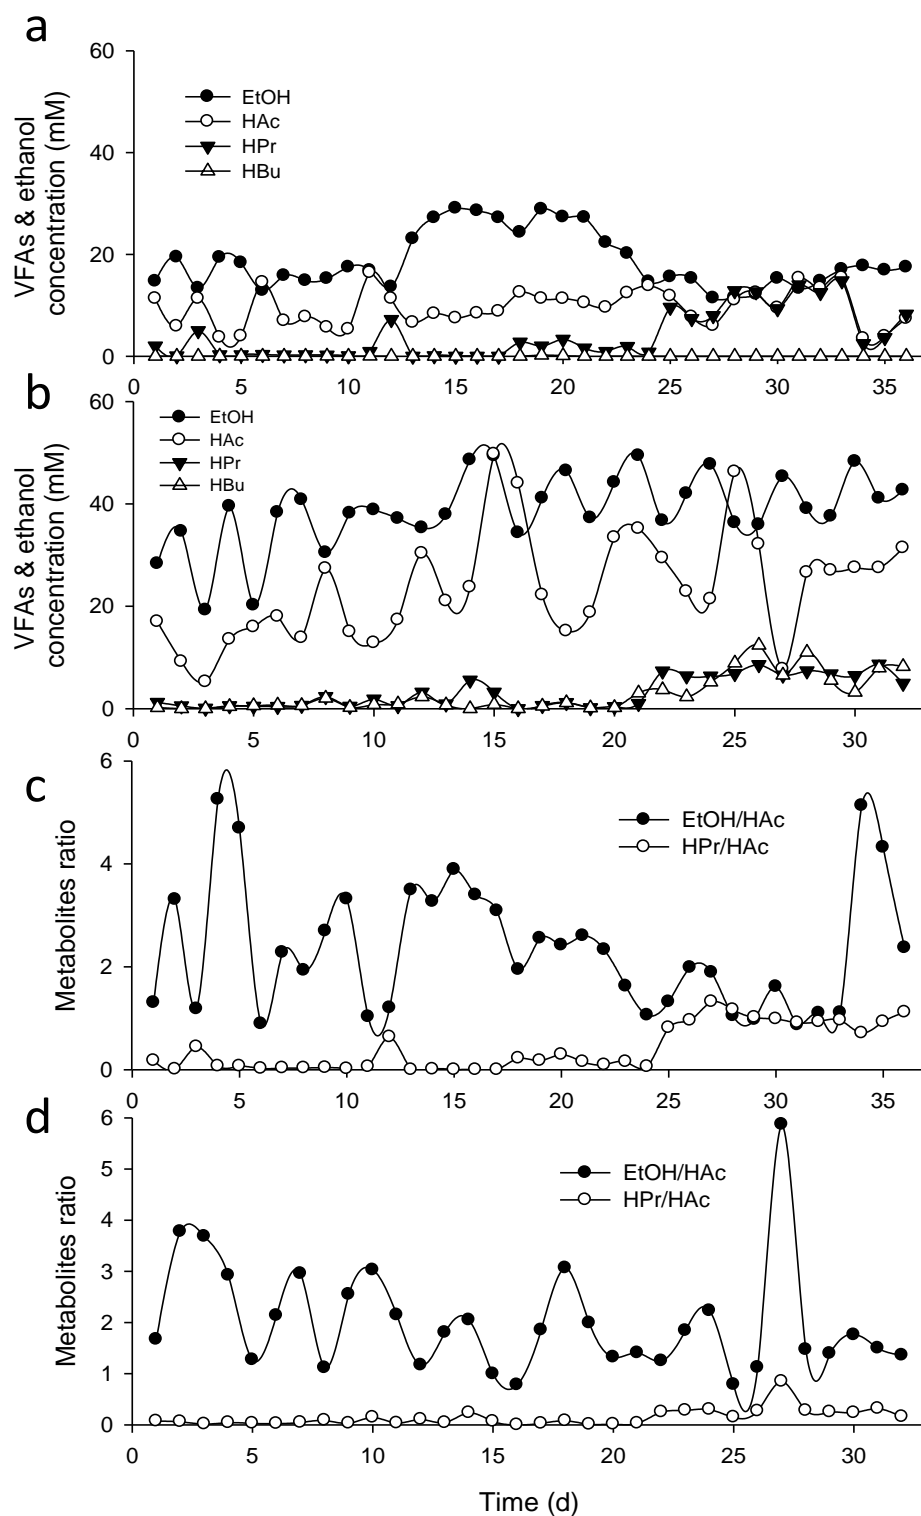 a
VFAs & ethanol
concentration (mM)
60
40
20
0
EtOH
HAc
HPr
HBu
0 5 10 15 20 25 30 35
b
VFAs & ethanol
concentration (mM)
60
40
20
0
EtOH
HAc
HPr
HBu
0 5 10 15 20 25 30
c
Metabolites ratio
6
4
2
0
EtOH/HAc
HPr/HAc
0 5 10 15 20 25 30 35
d
Metabolites ratio
6
5
4
3
2
1
0
EtOH/HAc
HPr/HAc
0 5 10 15 20 25 30
Time (d)